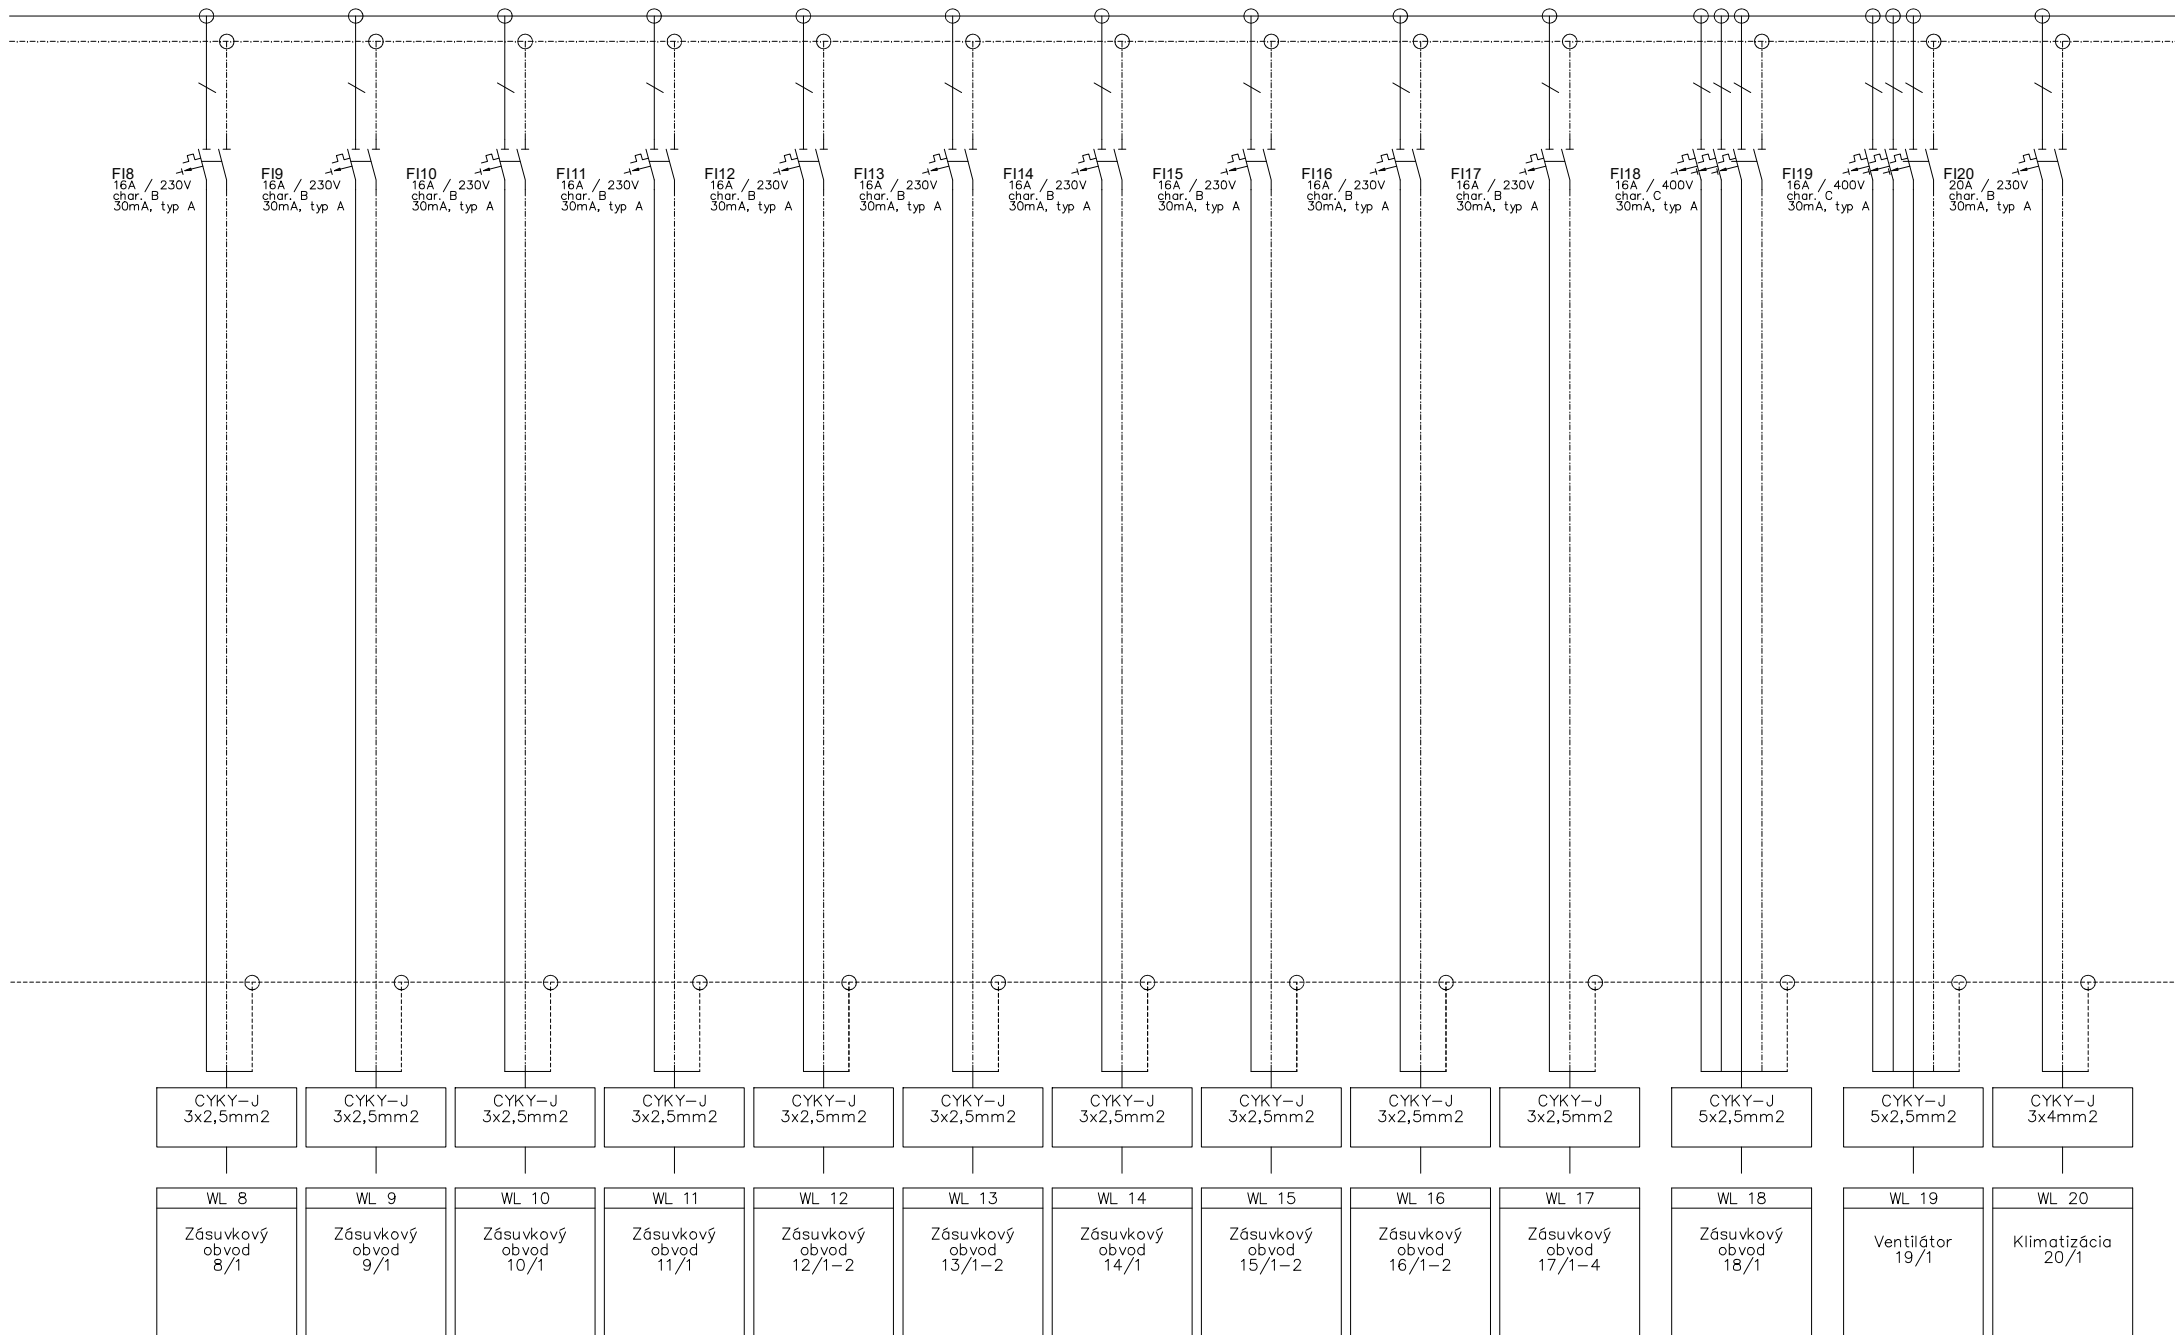 FI8
16A / 230V
char. B
30mA, typ A
FI9
16A / 230V
char. B
30mA, typ A
FI10
16A / 230V
char. B
30mA, typ A
FI11
16A / 230V
char. B
30mA, typ A
FI12
16A / 230V
char. B
30mA, typ A
FI13
16A / 230V
char. B
30mA, typ A
FI14
16A / 230V
char. B
30mA, typ A
FI15
16A / 230V
char. B
30mA, typ A
FI16
16A / 230V
char. B
30mA, typ A
FI17
16A / 230V
char. B
30mA, typ A
FI18
16A / 400V
char. C
30mA, typ A
FI19
16A / 400V
char. C
30mA, typ A
FI20
20A / 230V
char. B
30mA, typ A
CYKY-J
3x2,5mm2
CYKY-J
3x2,5mm2
CYKY-J
3x2,5mm2
CYKY-J
3x2,5mm2
CYKY-J
3x2,5mm2
CYKY-J
3x2,5mm2
CYKY-J
3x2,5mm2
CYKY-J
3x2,5mm2
CYKY-J
3x2,5mm2
CYKY-J
3x2,5mm2
CYKY-J
5x2,5mm2
CYKY-J
5x2,5mm2
CYKY-J
3x4mm2
WL 8
Zásuvkový
obvod
8/1
WL 9
Zásuvkový
obvod
9/1
WL 10
Zásuvkový
obvod
10/1
WL 11
Zásuvkový
obvod
11/1
WL 12
Zásuvkový
obvod
12/1-2
WL 13
Zásuvkový
obvod
13/1-2
WL 14
Zásuvkový
obvod
14/1
WL 15
Zásuvkový
obvod
15/1-2
WL 16
Zásuvkový
obvod
16/1-2
WL 17
Zásuvkový
obvod
17/1-4
WL 18
Zásuvkový
obvod
18/1
WL 19
Ventilátor
19/1
WL 20
Klimatizácia
20/1